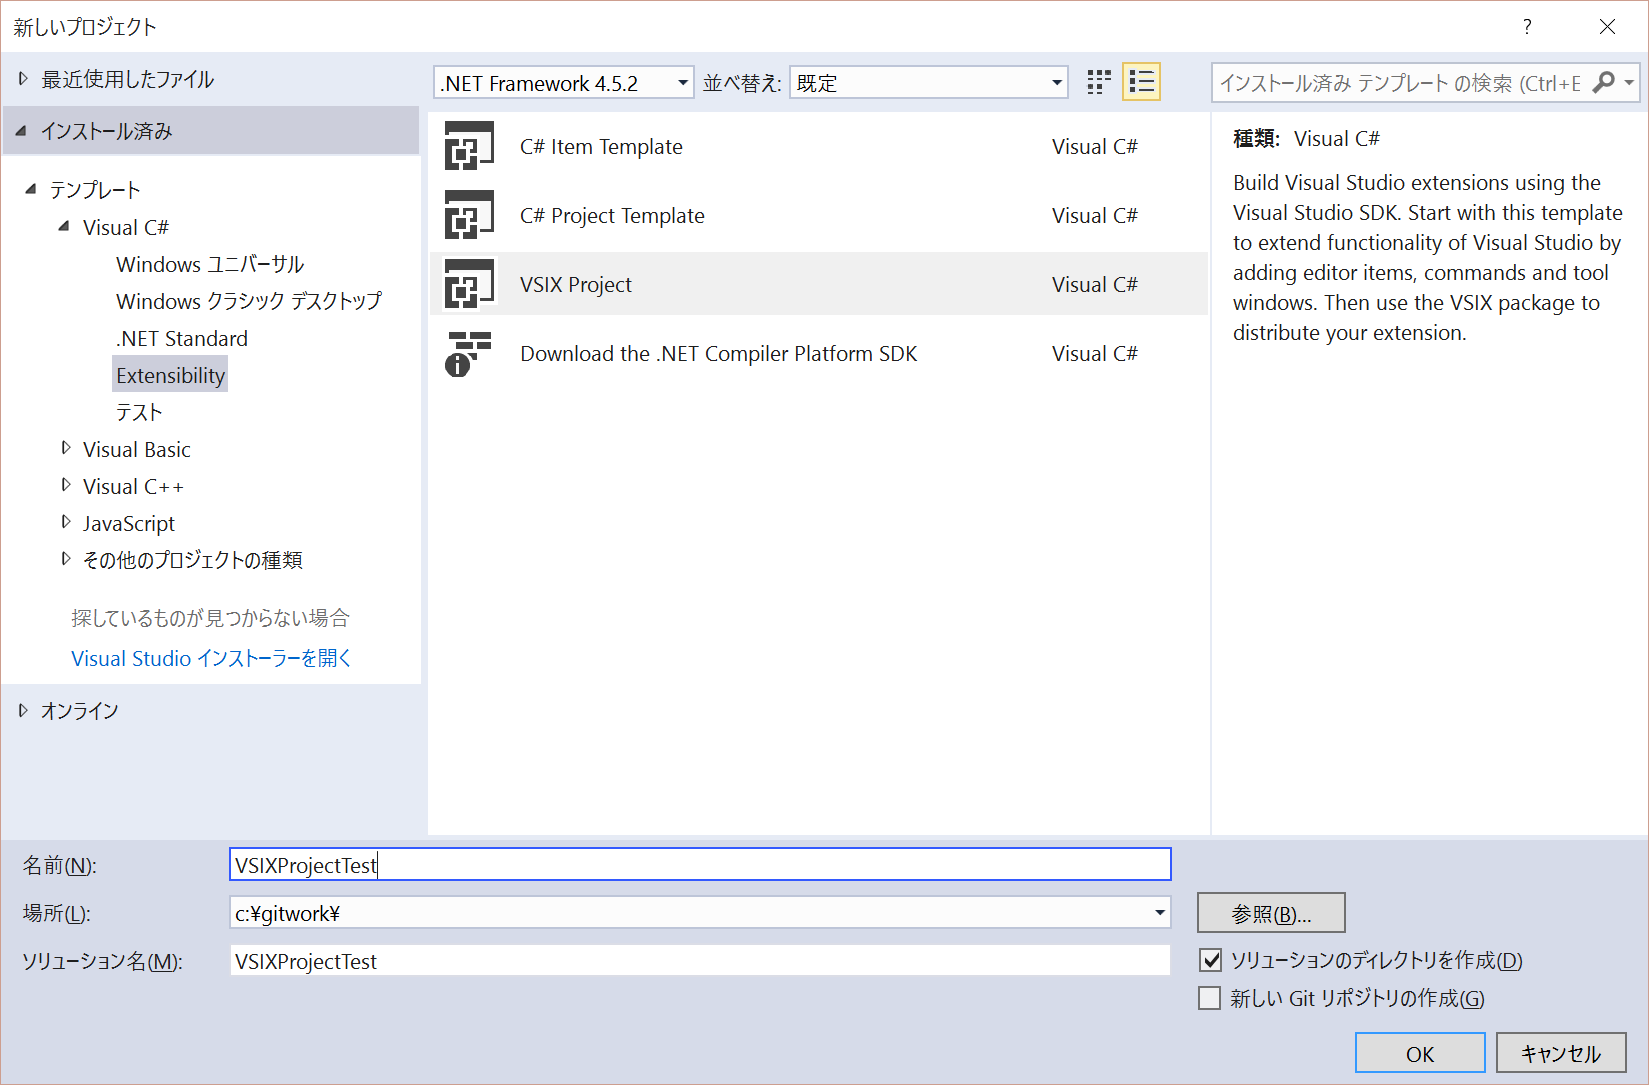 新しいプロジェクト
?
最近使用したファイル
インストール済み
テンプレート
Visual C#
Windows ユニバーサル
Windows クラシック デスクトップ
.NET Standard
Extensibility
テスト
Visual Basic
Visual C++
JavaScript
その他のプロジェクトの種類
探しているものが見つからない場合
Visual Studio インストーラーを開く
オンライン
.NET Framework 4.5.2
並べ替え:
既定
C# Item Template Visual C#
C# Project Template Visual C#
VSIX Project Visual C#
Download the .NET Compiler Platform SDK Visual C#
インストール済み テンプレート の検索 (Ctrl+E
種類: Visual C#
Build Visual Studio extensions using the
Visual Studio SDK. Start with this template
to extend functionality of Visual Studio by
adding editor items, commands and tool
windows. Then use the VSIX package to
distribute your extension.
名前(N):
VSIXProjectTest
場所(L):
c:¥gitwork¥
参照(B)...
ソリューション名(M):
VSIXProjectTest
ソリューションのディレクトリを作成(D)
新しい Git リポジトリの作成(G)
OK
キャンセル